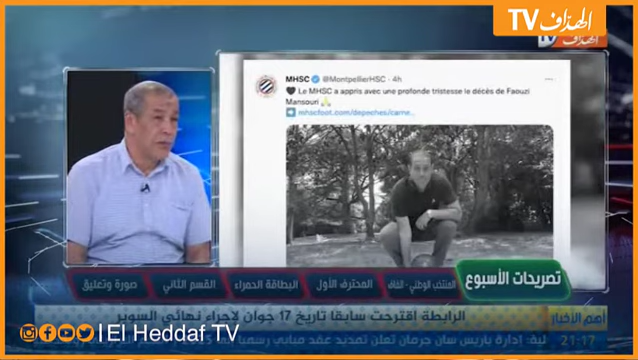 الهداف TV
الهداف TV
MHSC @MontpellierHSC · 4h
Le MHSC a appris avec une profonde tristesse le décès de Faouzi
Mansouri
mhscfoot.com/depeches/carne...
تصريحات الأسبوع
المنتخب الوطني - الفاف
المحترف الأول
البطاقة الحمراء
القسم الثاني
صورة وتعليق
أهم الأخبار
الرابطة اقترحت سابقا تاريخ 17 جوان لإجراء نهائي السوبر
21:17
إدارة باريس سان جرمان تعلن تمديد عقد مبابي رسميا
El Heddaf TV